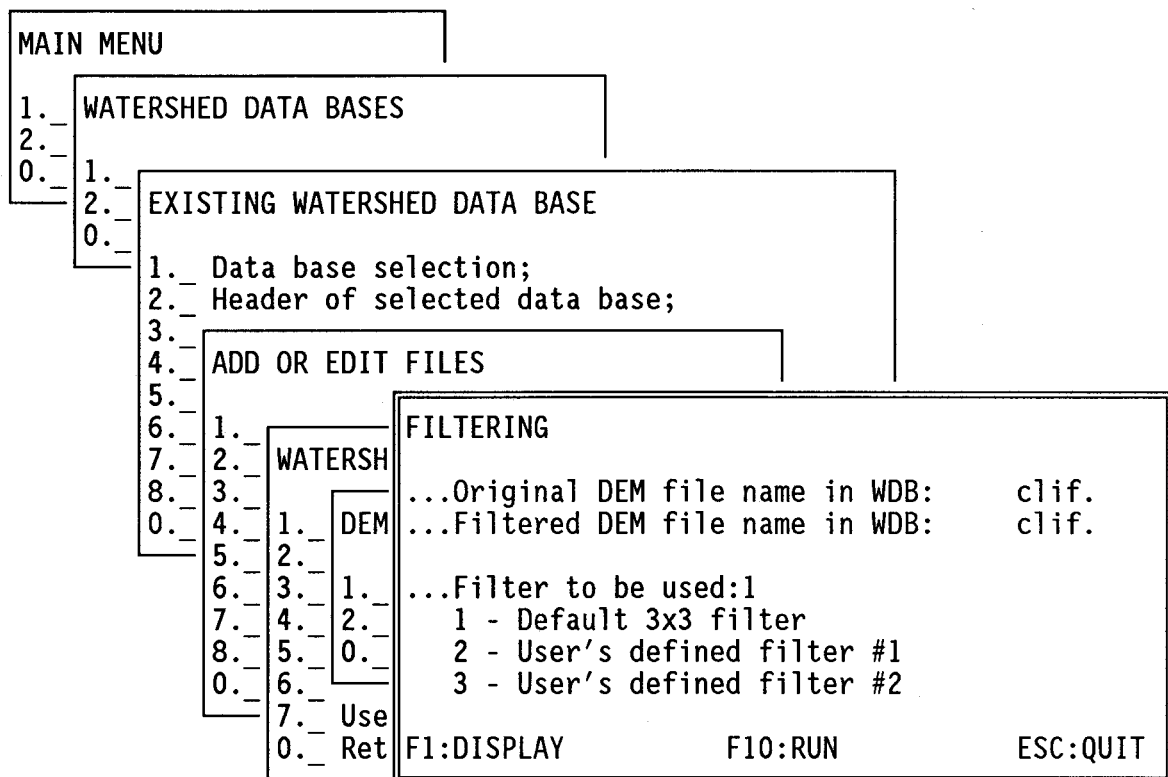 MAIN MENU
1._
2._
0._
WATERSHED DATA BASES
1._
2._
0._
EXISTING WATERSHED DATA BASE
1._ Data base selection;
2._ Header of selected data base;
3._
4._
5._
6._
7._
8._
0._
ADD OR EDIT FILES
1._
2._
3._
4._
5._
6._
7._
8._
0._
WATERSH
1._
2._
3._
4._
5._
6._
7._ Use
0._ Ret
DEM
1._
2._
0._
FILTERING
...Original DEM file name in WDB: clif.
...Filtered DEM file name in WDB: clif.
...Filter to be used:1
1 - Default 3x3 filter
2 - User's defined filter #1
3 - User's defined filter #2
F1:DISPLAY F10:RUN ESC:QUIT